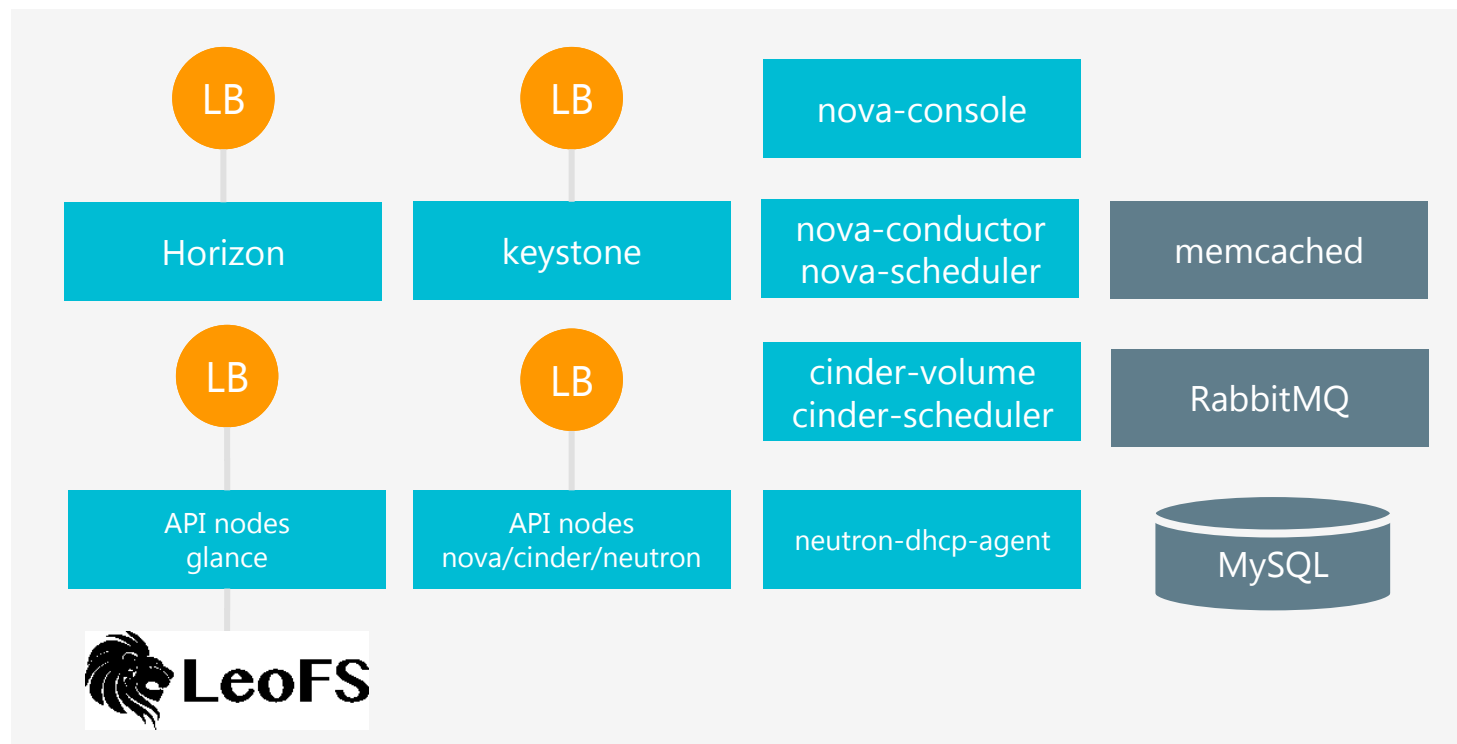 LB
LB
nova-console
Horizon
keystone
nova-conductor
nova-scheduler
memcached
LB
LB
cinder-volume
cinder-scheduler
RabbitMQ
API nodes
glance
API nodes
nova/cinder/neutron
neutron-dhcp-agent
MySQL
LeoFS